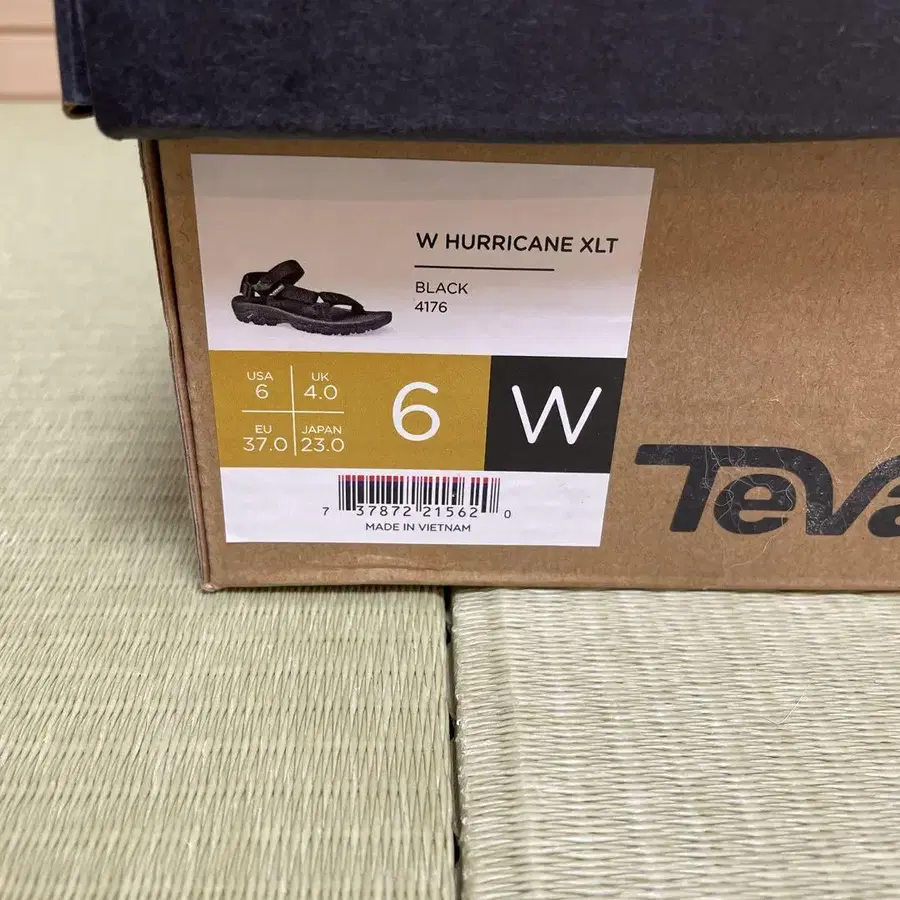 W HURRICANE XLT
BLACK
4176
USA 6
UK 4.0
EU 37.0
JAPAN 23.0
6
W
7 37872 21562 0
MADE IN VIETNAM
Teva